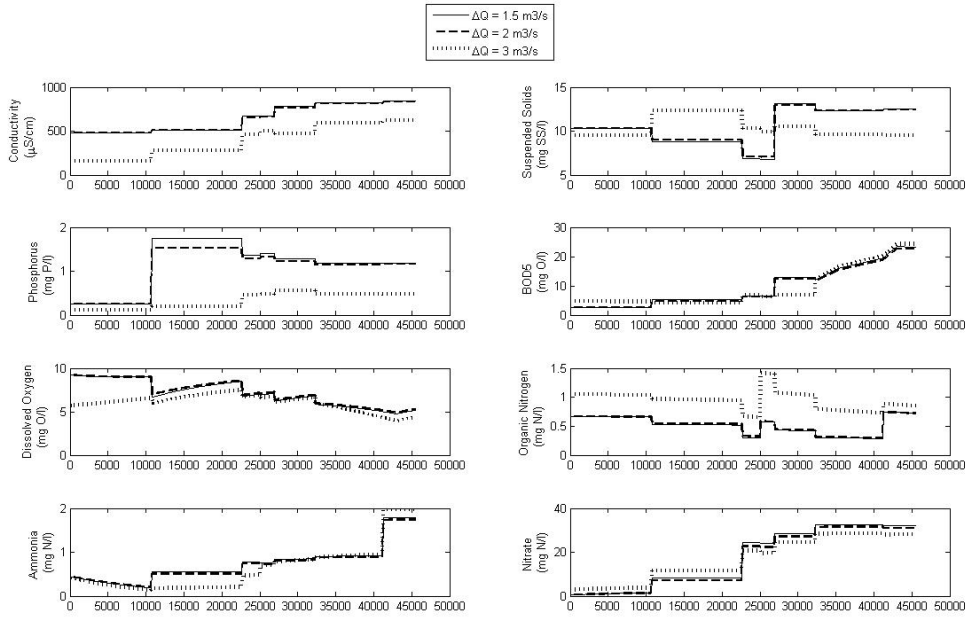 ΔQ = 1.5 m3/s
ΔQ = 2 m3/s
ΔQ = 3 m3/s
Conductivity
(µS/cm)
1000
500
0
0 5000 10000 15000 20000 25000 30000 35000 40000 45000 50000
Suspended Solids
(mg SS/l)
15
10
5
0 5000 10000 15000 20000 25000 30000 35000 40000 45000 50000
Phosphorus
(mg P/l)
2
1
0
0 5000 10000 15000 20000 25000 30000 35000 40000 45000 50000
BOD5
(mg O/l)
30
20
10
0
0 5000 10000 15000 20000 25000 30000 35000 40000 45000 50000
Dissolved Oxygen
(mg O/l)
10
5
0
0 5000 10000 15000 20000 25000 30000 35000 40000 45000 50000
Organic Nitrogen
(mg N/l)
1.5
1
0.5
0
0 5000 10000 15000 20000 25000 30000 35000 40000 45000 50000
Ammonia
(mg N/l)
2
1
0
0 5000 10000 15000 20000 25000 30000 35000 40000 45000 50000
Nitrate
(mg N/l)
40
20
0
0 5000 10000 15000 20000 25000 30000 35000 40000 45000 50000